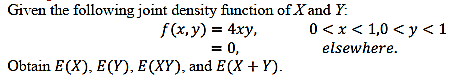 Given the following joint density function of X and Y:
f(x, y) = 4xy, 0 < x < 1,0 < y < 1
= 0, elsewhere.
Obtain E(X), E(Y), E(XY), and E(X + Y).